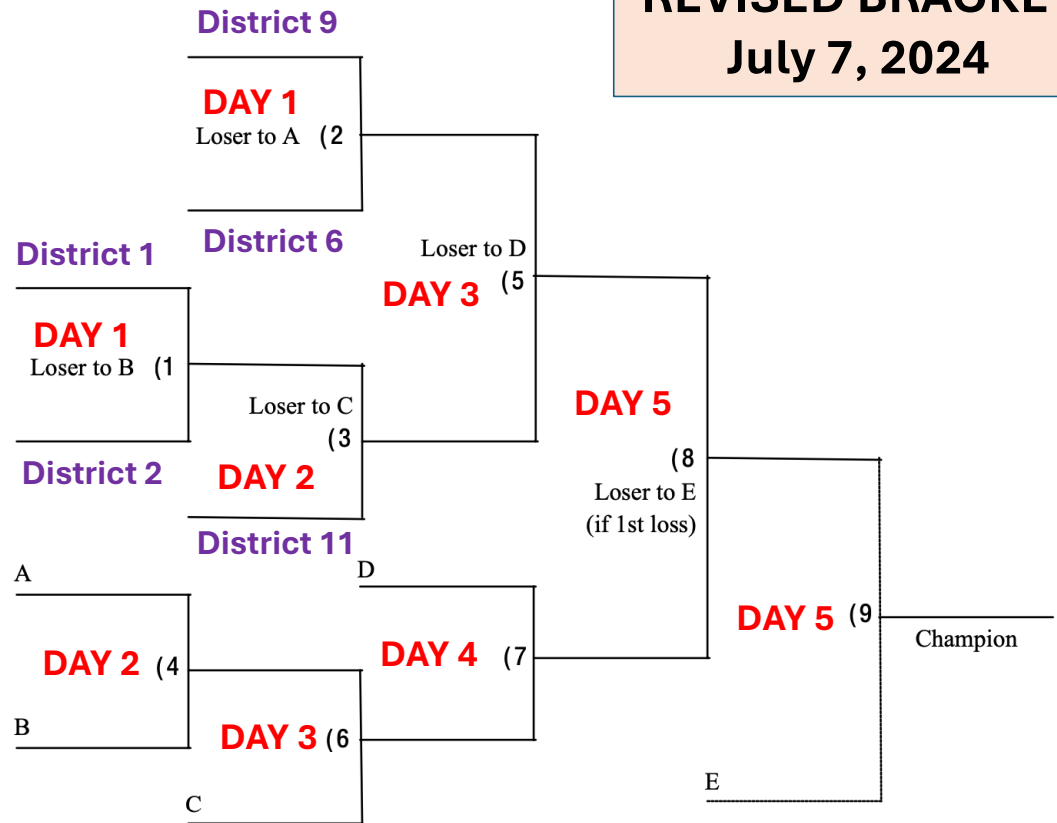 REVISED BRACKE
July 7, 2024
District 9
DAY 1
Loser to A (2
District 6
District 1
DAY 1
Loser to B (1
District 2
Loser to D
(5
DAY 3
Loser to C
(3
DAY 2
District 11
DAY 5
(8
Loser to E
(if 1st loss)
A
DAY 2 (4
B
D
DAY 4 (7
DAY 3 (6
C
DAY 5 (9
Champion
E